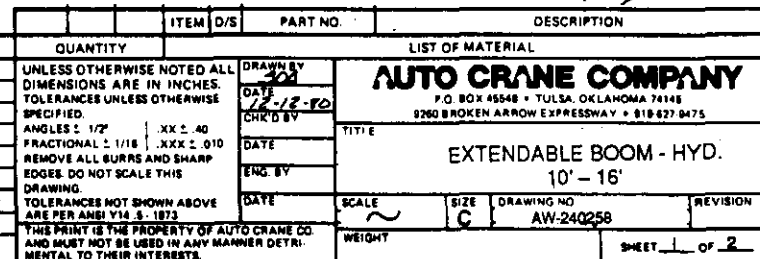 ITEM D/S PART NO. DESCRIPTION
QUANTITY LIST OF MATERIAL
UNLESS OTHERWISE NOTED ALL
DIMENSIONS ARE IN INCHES.
TOLERANCES UNLESS OTHERWISE
SPECIFIED.
ANGLES ± 1/2° .XX ± .40
FRACTIONAL ± 1/16 .XXX ± .010
REMOVE ALL BURRS AND SHARP
EDGES. DO NOT SCALE THIS
DRAWING.
TOLERANCES NOT SHOWN ABOVE
ARE PER ANSI Y14.5-1973
THIS PRINT IS THE PROPERTY OF AUTO CRANE CO.
AND MUST NOT BE USED IN ANY MANNER DETRI-
MENTAL TO THEIR INTERESTS.
DRAWN BY
DATE
12-12-80
CHK'D BY
DATE
ENG. BY
DATE
AUTO CRANE COMPANY
P.O. BOX 45548 • TULSA, OKLAHOMA 74145
9260 BROKEN ARROW EXPRESSWAY • 918-627-9475
TITLE
EXTENDABLE BOOM - HYD.
10' - 16'
SCALE SIZE DRAWING NO REVISION
~ C AW-240258
WEIGHT SHEET 1 OF 2